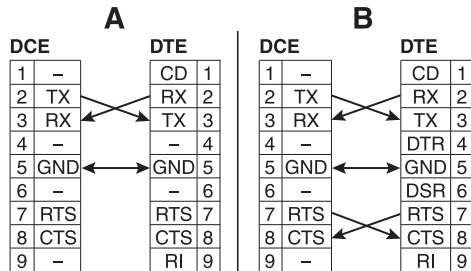 A
DCE DTE
1 – CD 1
2 TX RX 2
3 RX TX 3
4 – – 4
5 GND GND 5
6 – – 6
7 RTS RTS 7
8 CTS CTS 8
9 – RI 9
B
DCE DTE
1 – CD 1
2 TX RX 2
3 RX TX 3
4 – DTR 4
5 GND GND 5
6 – DSR 6
7 RTS RTS 7
8 CTS CTS 8
9 – RI 9